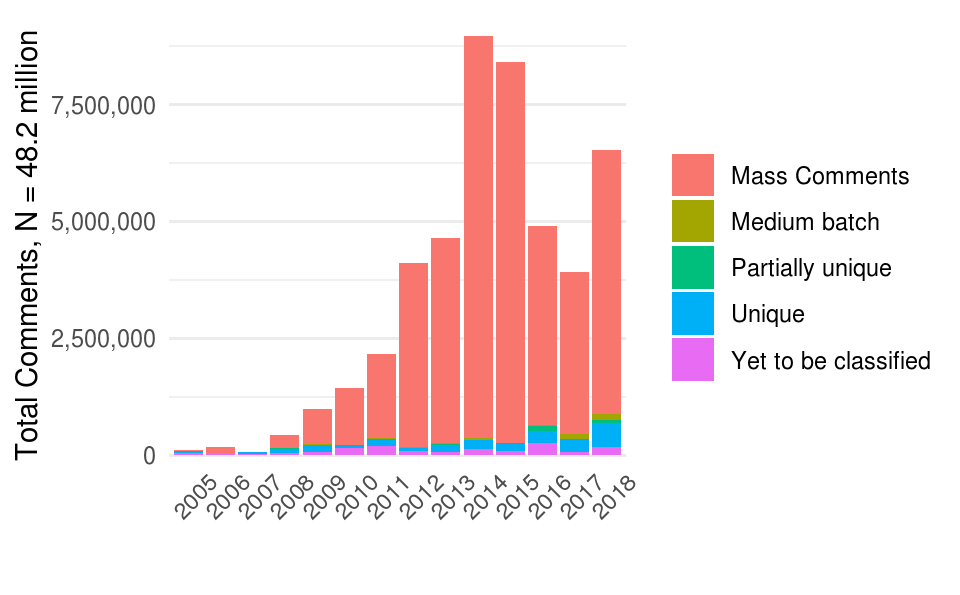 Total Comments, N = 48.2 million
7,500,000
5,000,000
2,500,000
0
2005 2006 2007 2008 2009 2010 2011 2012 2013 2014 2015 2016 2017 2018
Mass Comments
Medium batch
Partially unique
Unique
Yet to be classified